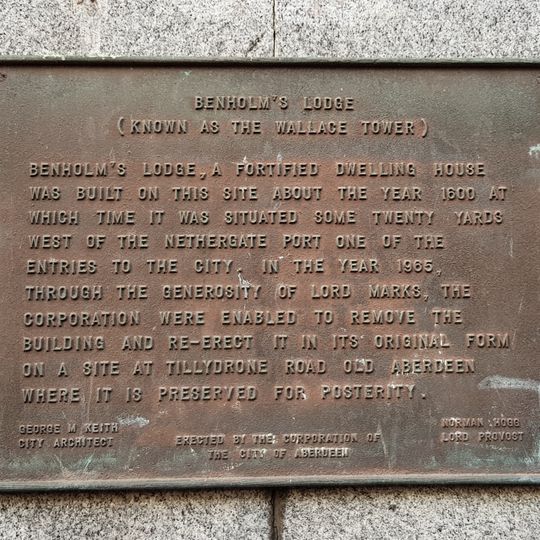 BENHOLM'S LODGE
(KNOWN AS THE WALLACE TOWER)
BENHOLM'S LODGE, A FORTIFIED DWELLING HOUSE
WAS BUILT ON THIS SITE ABOUT THE YEAR 1600 AT
WHICH TIME IT WAS SITUATED SOME TWENTY YARDS
WEST OF THE NETHERGATE PORT ONE OF THE
ENTRIES TO THE CITY. IN THE YEAR 1965,
THROUGH THE GENEROSITY OF LORD MARKS, THE
CORPORATION WERE ENABLED TO REMOVE THE
BUILDING AND RE-ERECT IT IN ITS ORIGINAL FORM
ON A SITE AT TILLYDRONE ROAD OLD ABERDEEN
WHERE IT IS PRESERVED FOR POSTERITY.
GEORGE M KEITH
CITY ARCHITECT
ERECTED BY THE CORPORATION OF
THE CITY OF ABERDEEN
NORMAN HOGG
LORD PROVOST